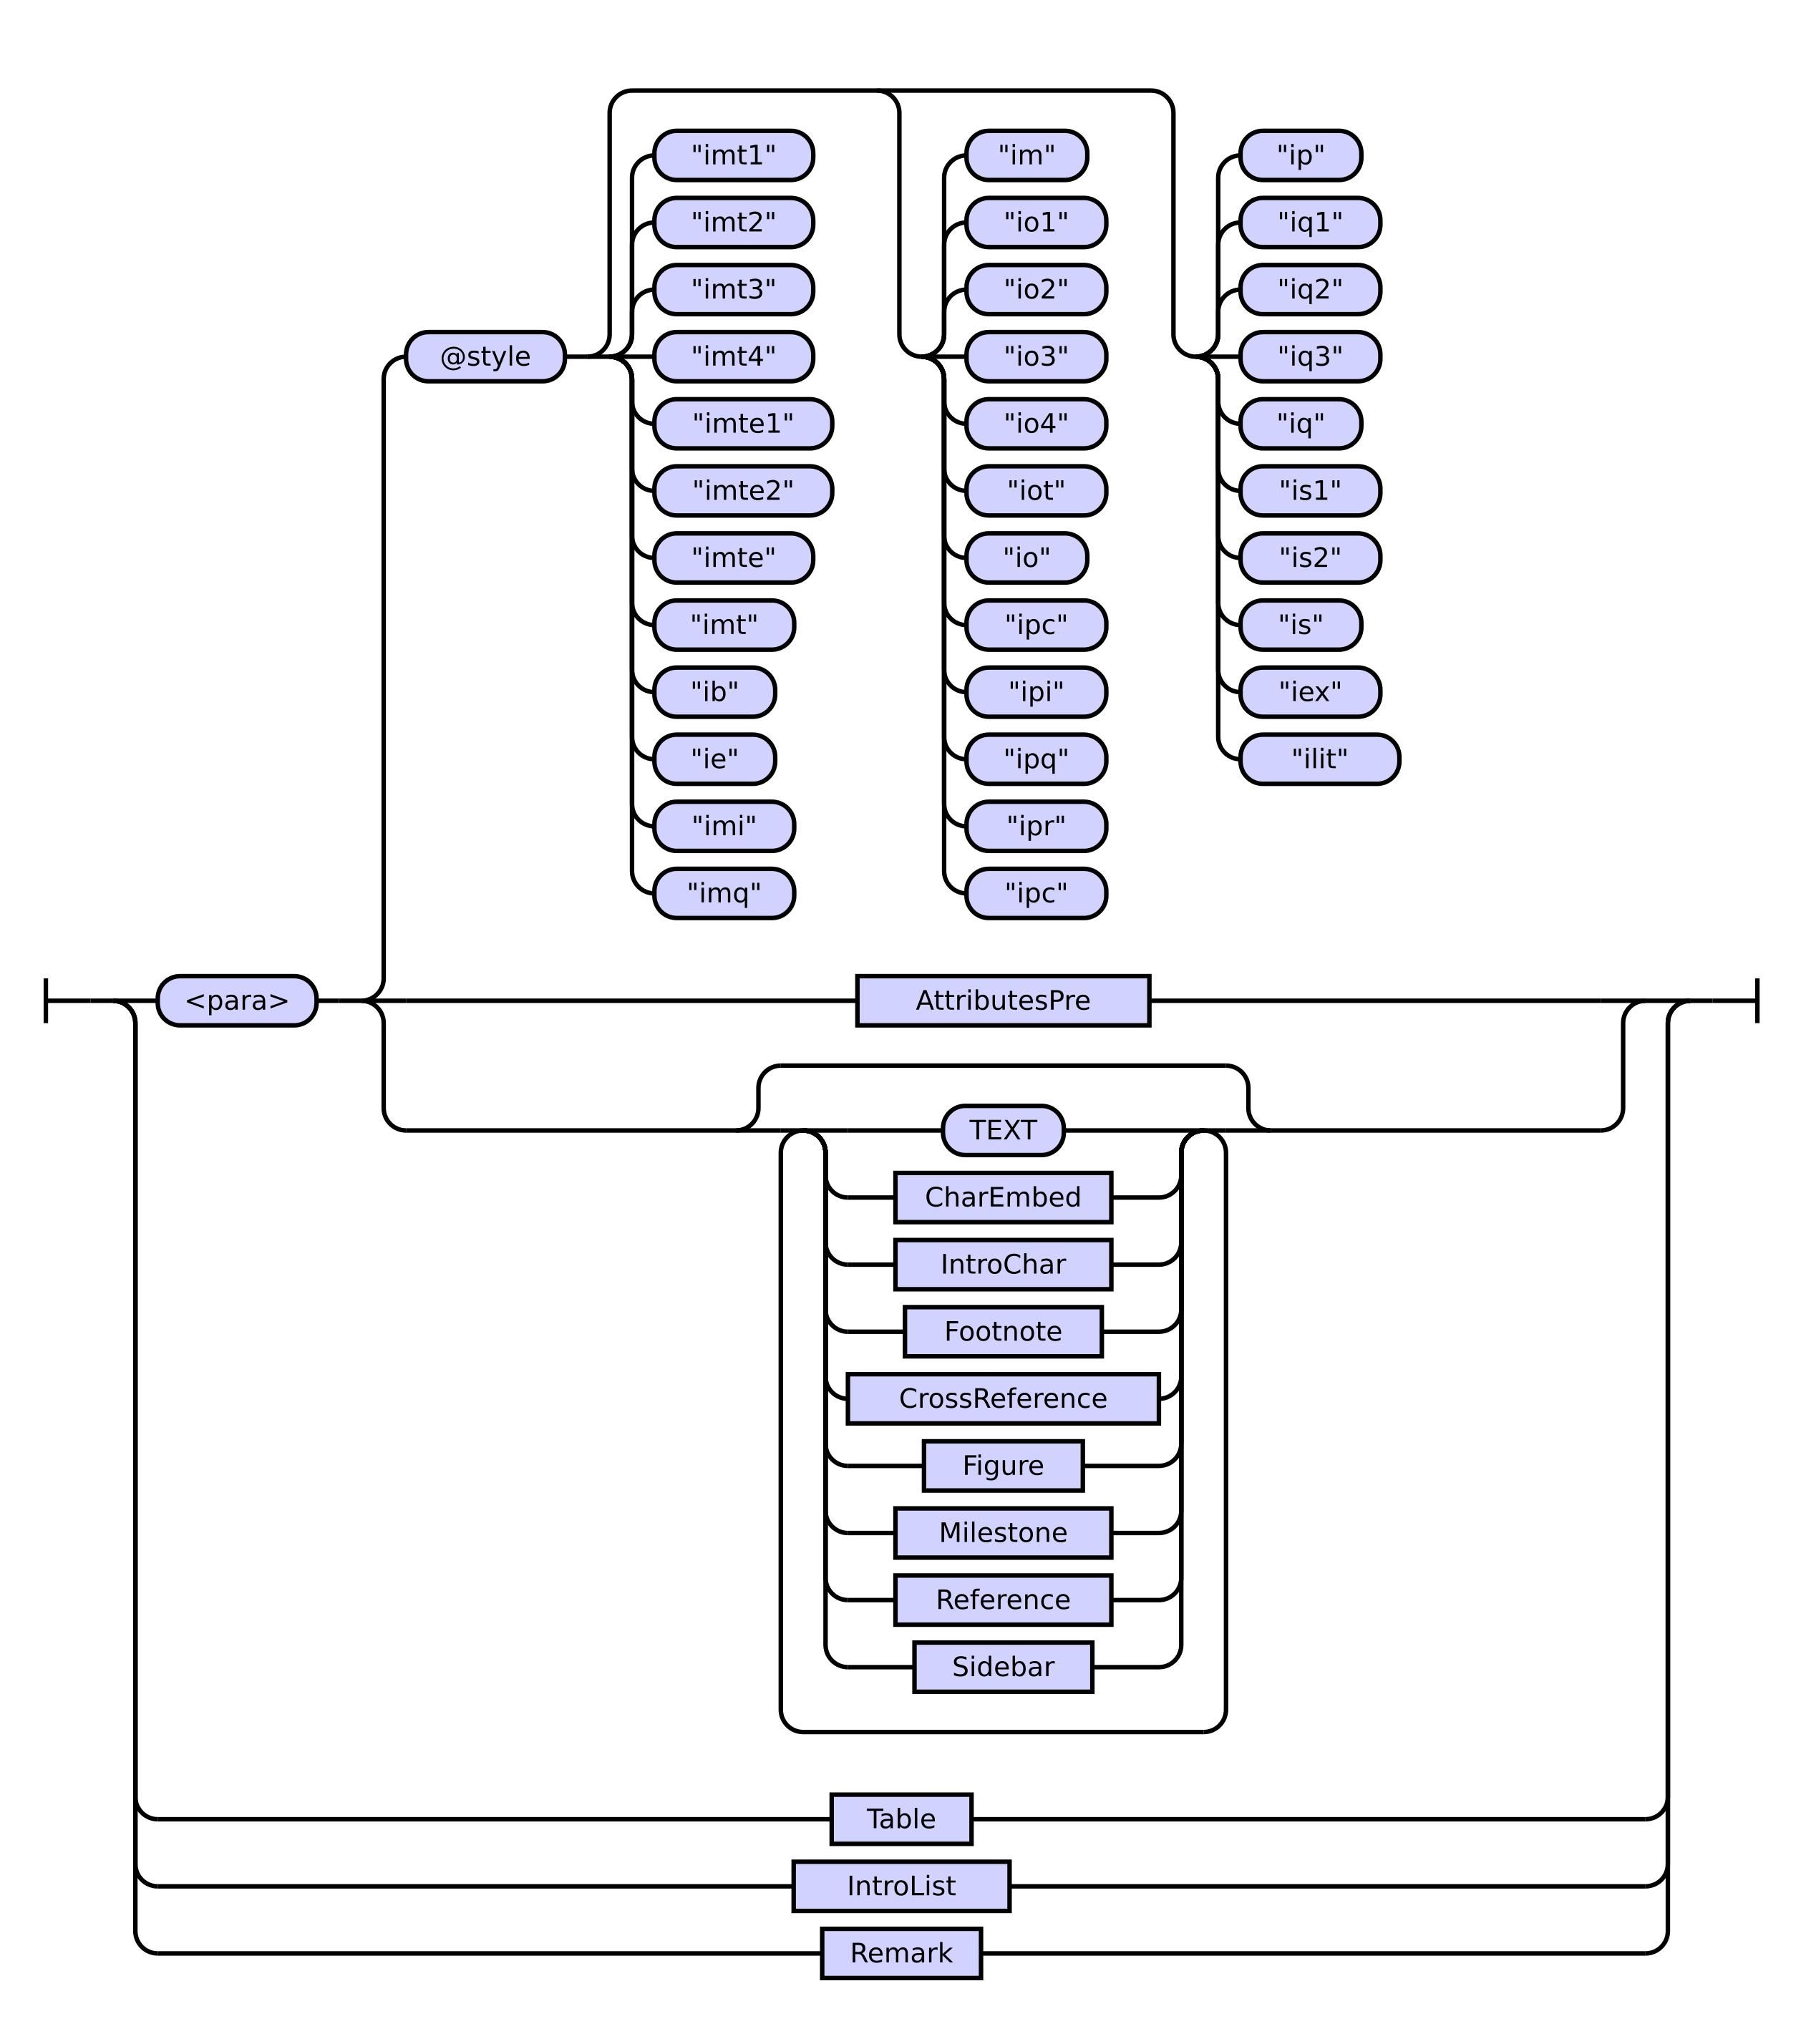 "imt1"
"imt2"
"imt3"
"imt4"
"imte1"
"imte2"
"imte"
"imt"
"ib"
"ie"
"imi"
"imq"
"im"
"io1"
"io2"
"io3"
"io4"
"iot"
"io"
"ipc"
"ipi"
"ipq"
"ipr"
"ipc"
"ip"
"iq1"
"iq2"
"iq3"
"iq"
"is1"
"is2"
"is"
"iex"
"ilit"
@style
<para>
AttributesPre
TEXT
CharEmbed
IntroChar
Footnote
CrossReference
Figure
Milestone
Reference
Sidebar
Table
IntroList
Remark